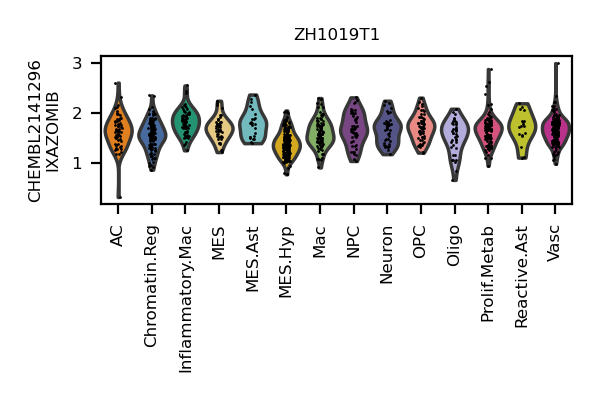 ZH1019T1
CHEMBL2141296
IXAZOMIB
3
2
1
AC
Chromatin.Reg
Inflammatory.Mac
MES
MES.Ast
MES.Hyp
Mac
NPC
Neuron
OPC
Oligo
Prolif.Metab
Reactive.Ast
Vasc